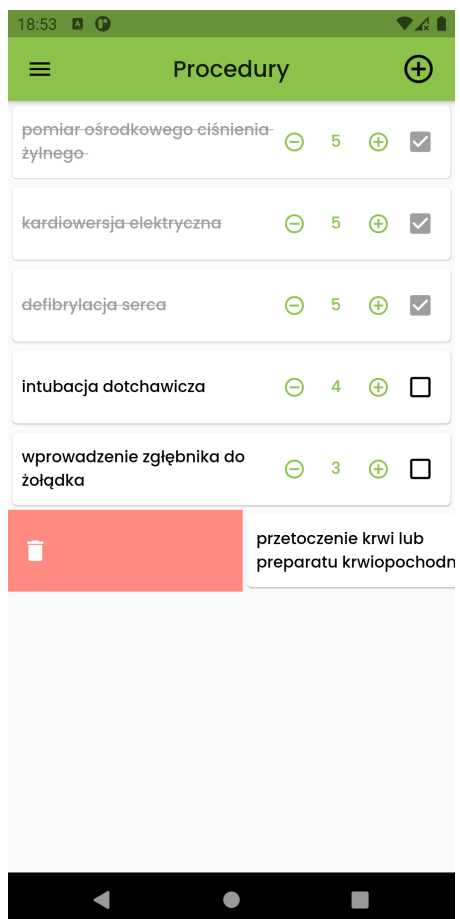 18:53
Procedury
pomiar ośrodkowego ciśnienia
żylnego
5
kardiowersja elektryczna
5
defibrylacja serca
5
intubacja dotchawicza
4
wprowadzenie zgłębnika do
żołądka
3
przetoczenie krwi lub
preparatu krwiopochodn